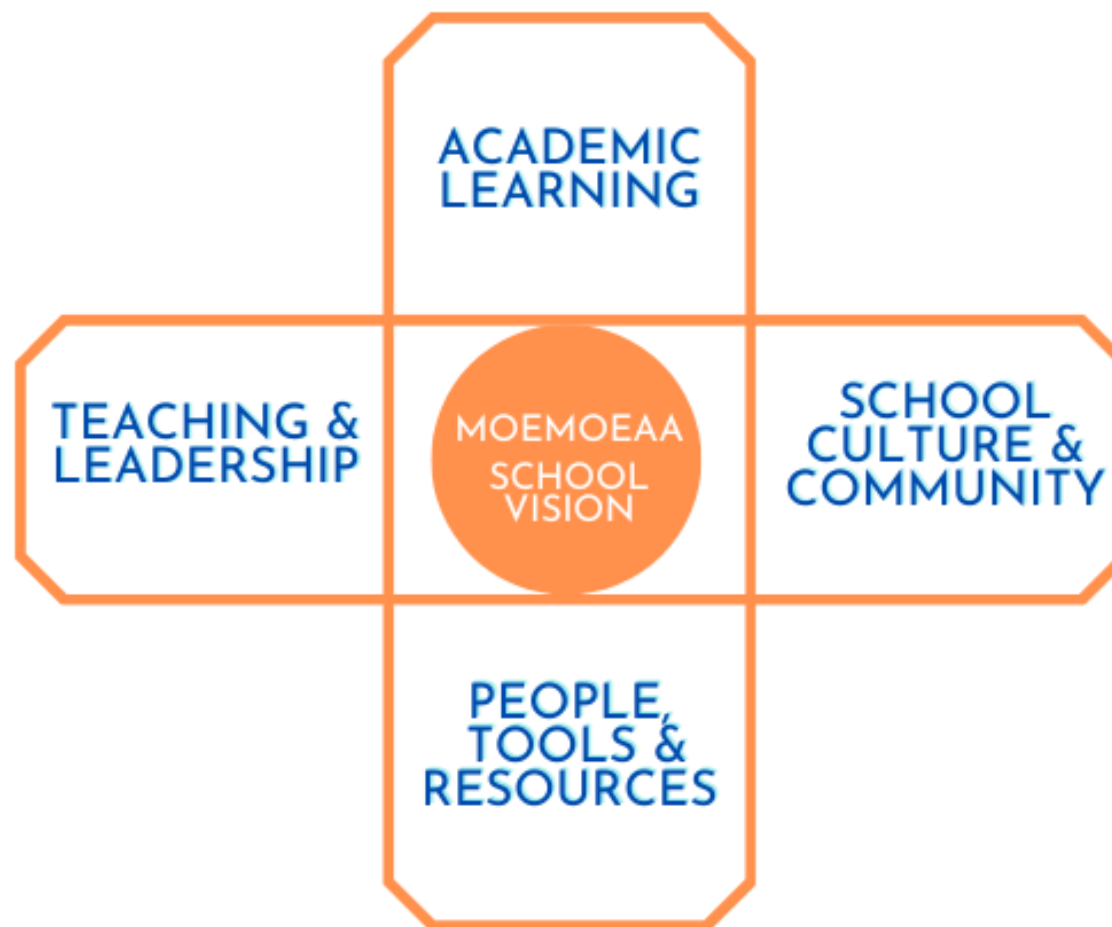 ACADEMIC
LEARNING
TEACHING &
LEADERSHIP
MOEMOEAA
SCHOOL
VISION
SCHOOL
CULTURE &
COMMUNITY
PEOPLE,
TOOLS &
RESOURCES